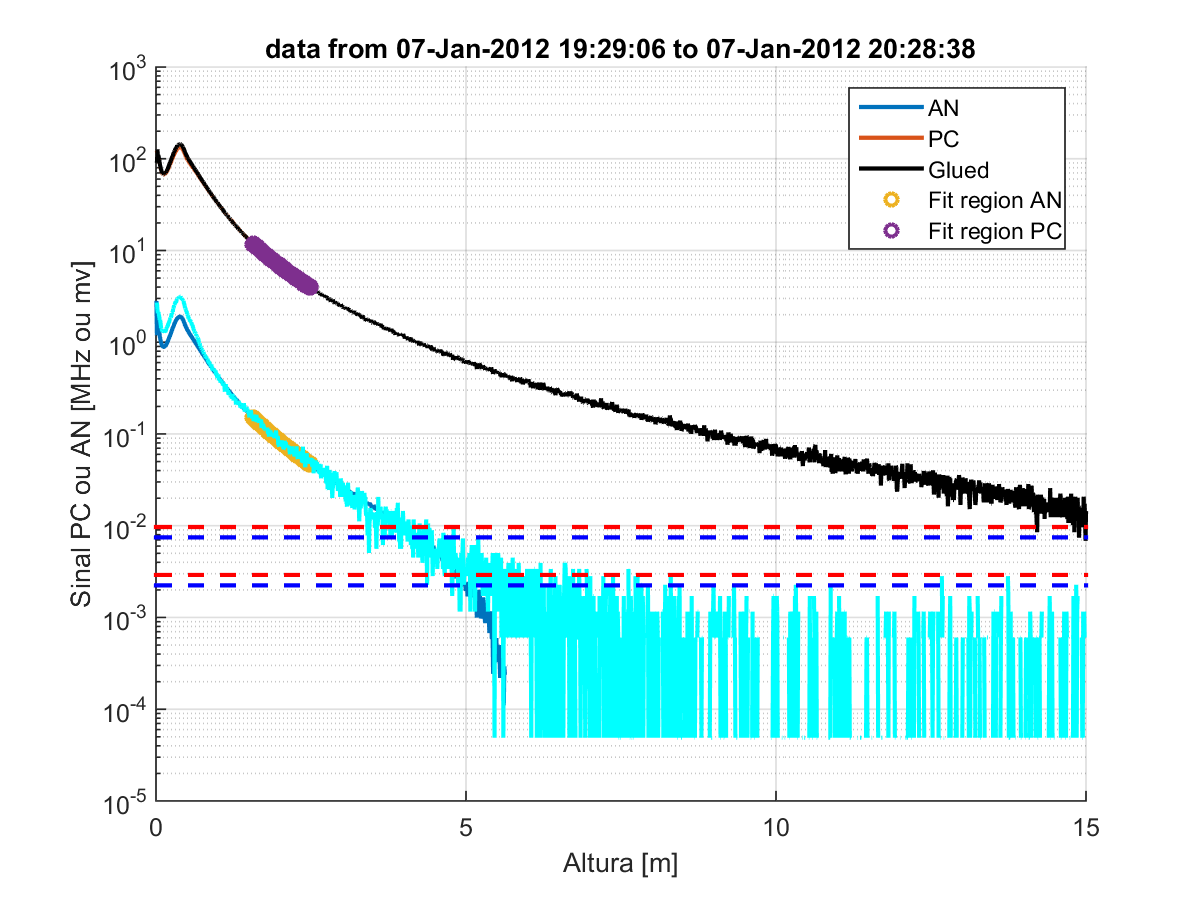 data from 07-Jan-2012 19:29:06 to 07-Jan-2012 20:28:38
Sinal PC ou AN [MHz ou mv]
10^3
10^2
10^1
10^0
10^-1
10^-2
10^-3
10^-4
10^-5
AN
PC
Glued
Fit region AN
Fit region PC
0 5 10 15
Altura [m]